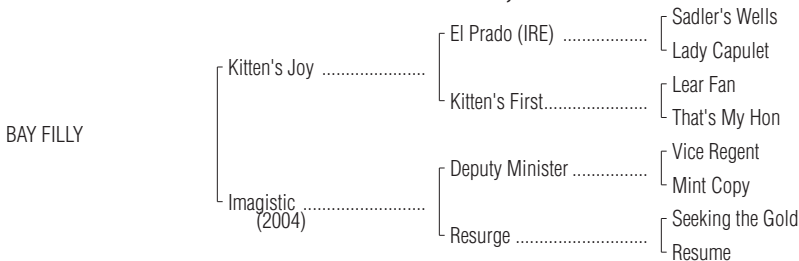 Sadler's Wells
El Prado (IRE) ..................
Lady Capulet
Kitten's Joy ......................
Lear Fan
Kitten's First......................
That's My Hon
BAY FILLY
Vice Regent
Deputy Minister ................
Mint Copy
Imagistic ..........................
(2004)
Seeking the Gold
Resurge ............................
Resume